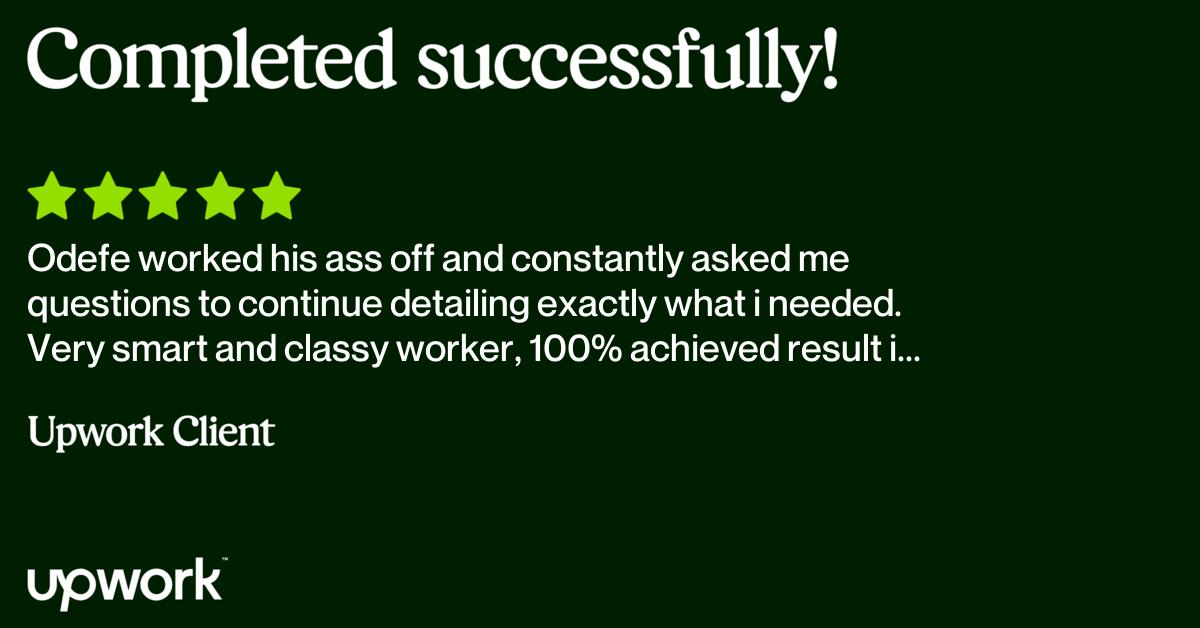 Completed successfully!
Odefe worked his ass off and constantly asked me
questions to continue detailing exactly what i needed.
Very smart and classy worker, 100% achieved result i...
Upwork Client
upwork™